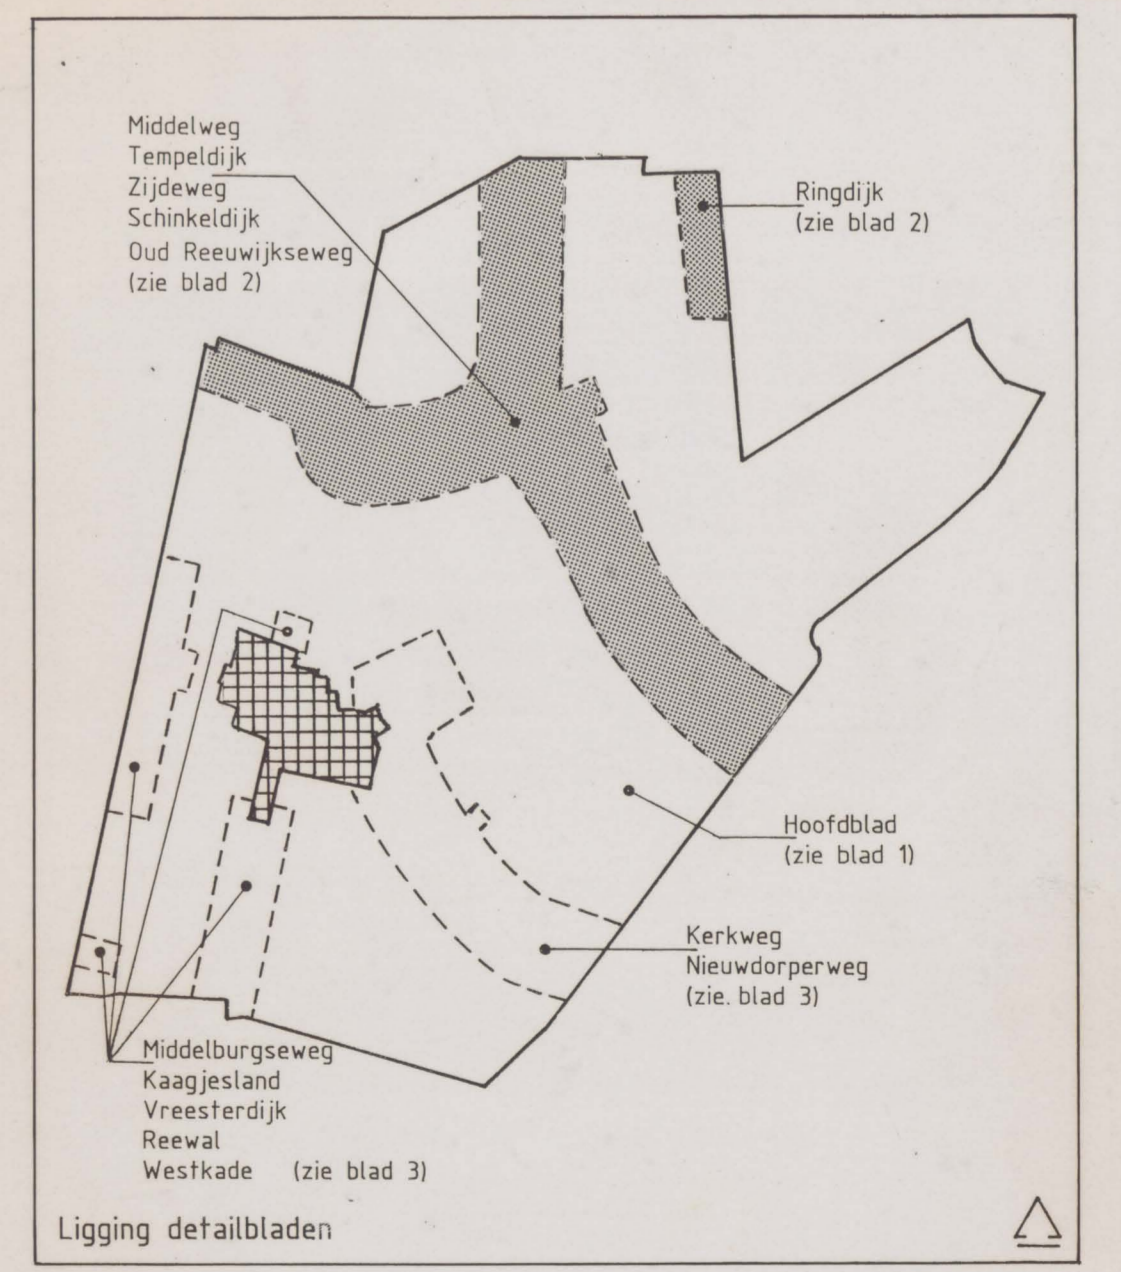 Middelweg
Tempeldijk
Zijdeweg
Schinkeldijk
Oud Reeuwijkseweg
(zie blad 2)
Ringdijk
(zie blad 2)
Hoofdblad
(zie blad 1)
Kerkweg
Nieuwdorperweg
(zie. blad 3)
Middelburgseweg
Kaagjesland
Vreesterdijk
Reewal
Westkade (zie blad 3)
Ligging detailbladen